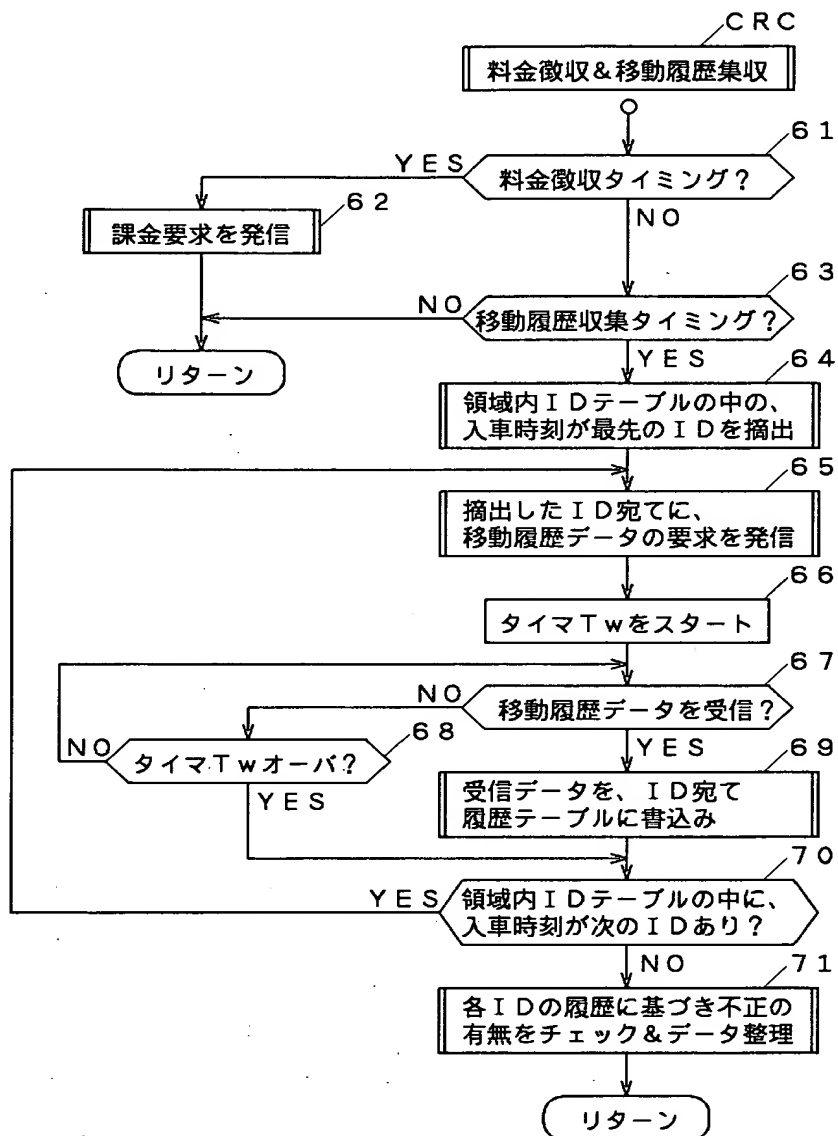 CRC
料金徴収&移動履歴集収
61
YES
料金徴収タイミング?
62
課金要求を発信
NO
63
NO
移動履歴収集タイミング?
リターン
YES
64
領域内IDテーブルの中の、
入車時刻が最先のIDを摘出
65
摘出したID宛てに、
移動履歴データの要求を発信
66
タイマTwをスタート
67
NO
移動履歴データを受信?
68
NO
タイマTwオーバ?
YES
69
YES
受信データを、ID宛て
履歴テーブルに書込み
70
YES
領域内IDテーブルの中に、
入車時刻が次のIDあり?
NO
71
各IDの履歴に基づき不正の
有無をチェック&データ整理
リターン